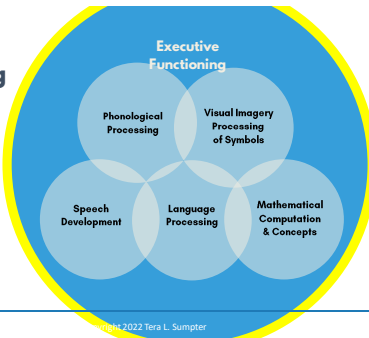 Executive
Functioning
g
Phonological
Processing
Visual Imagery
Processing
of Symbols
Speech
Development
Language
Processing
Mathematical
Computation
& Concepts
ight 2022 Tera L. Sumpter